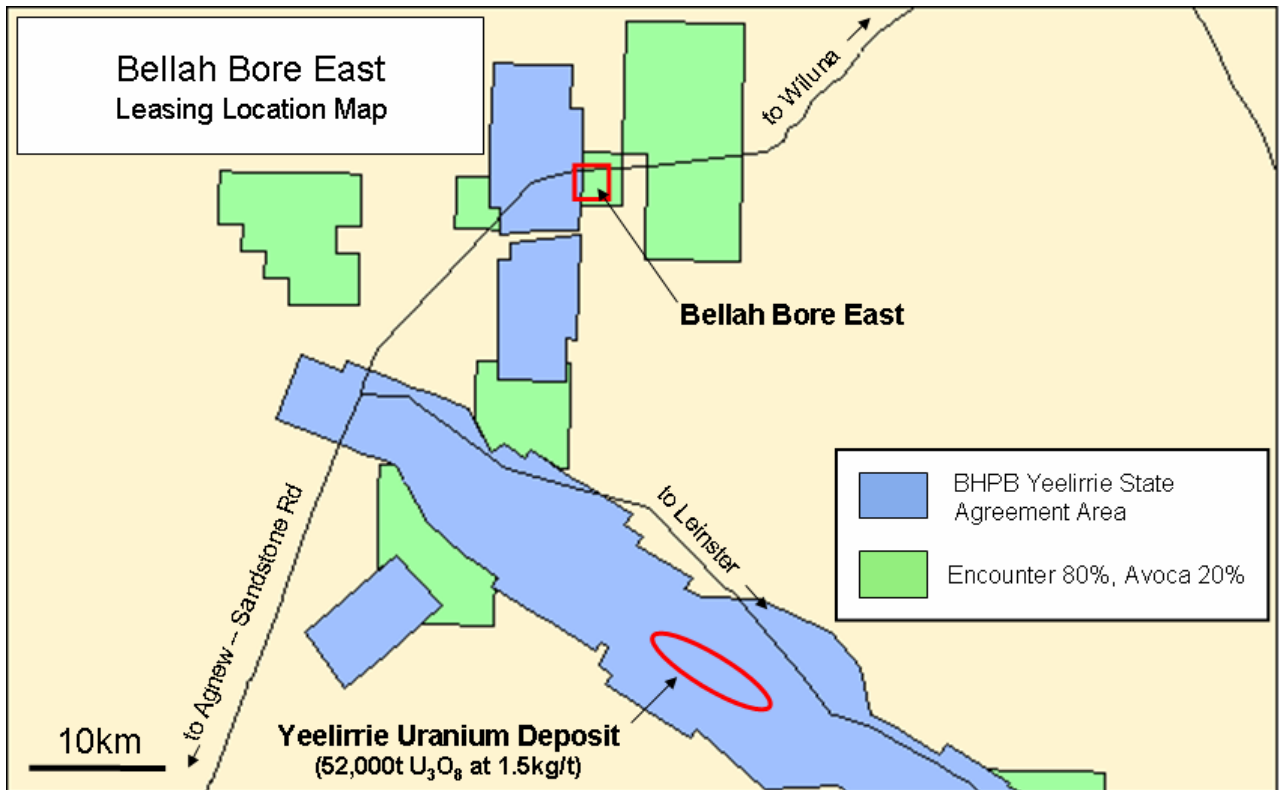 Bellah Bore East
Leasing Location Map
to Wiluna
Bellah Bore East
BHPB Yeelirrie State
Agreement Area
Encounter 80%, Avoca 20%
to Leinster
to Agnew – Sandstone Rd
Yeelirrie Uranium Deposit
(52,000t U₃O₈ at 1.5kg/t)
10km